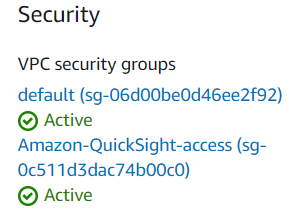 Security
VPC security groups
default (sg-06d00be0d46ee2f92)
Active
Amazon-QuickSight-access (sg-
0c511d3dac74b00c0)
Active